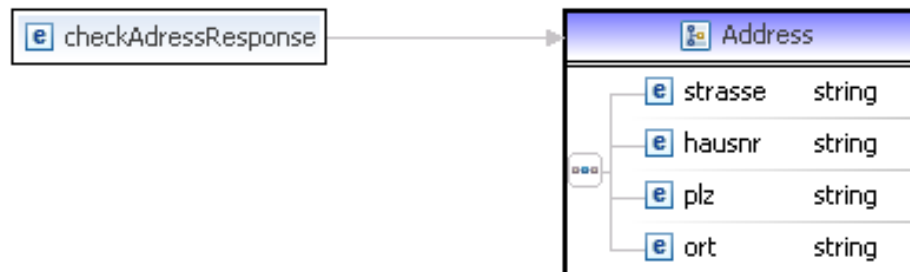 checkAdressResponse
Address
strasse string
hausnr string
plz string
ort string